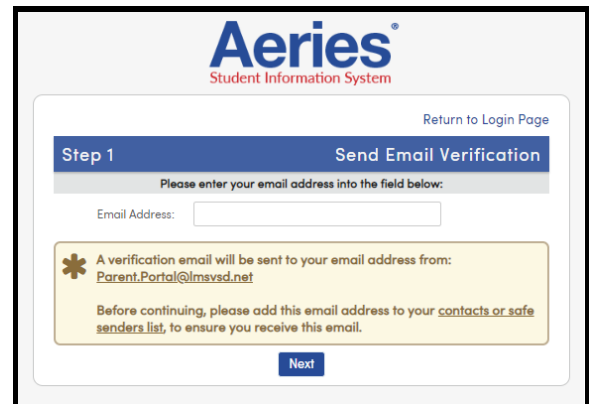 Aeries®
Student Information System
Return to Login Page
Step 1 Send Email Verification
Please enter your email address into the field below:
Email Address:
A verification email will be sent to your email address from:
Parent.Portal@lmsvsd.net
Before continuing, please add this email address to your contacts or safe
senders list, to ensure you receive this email.
Next